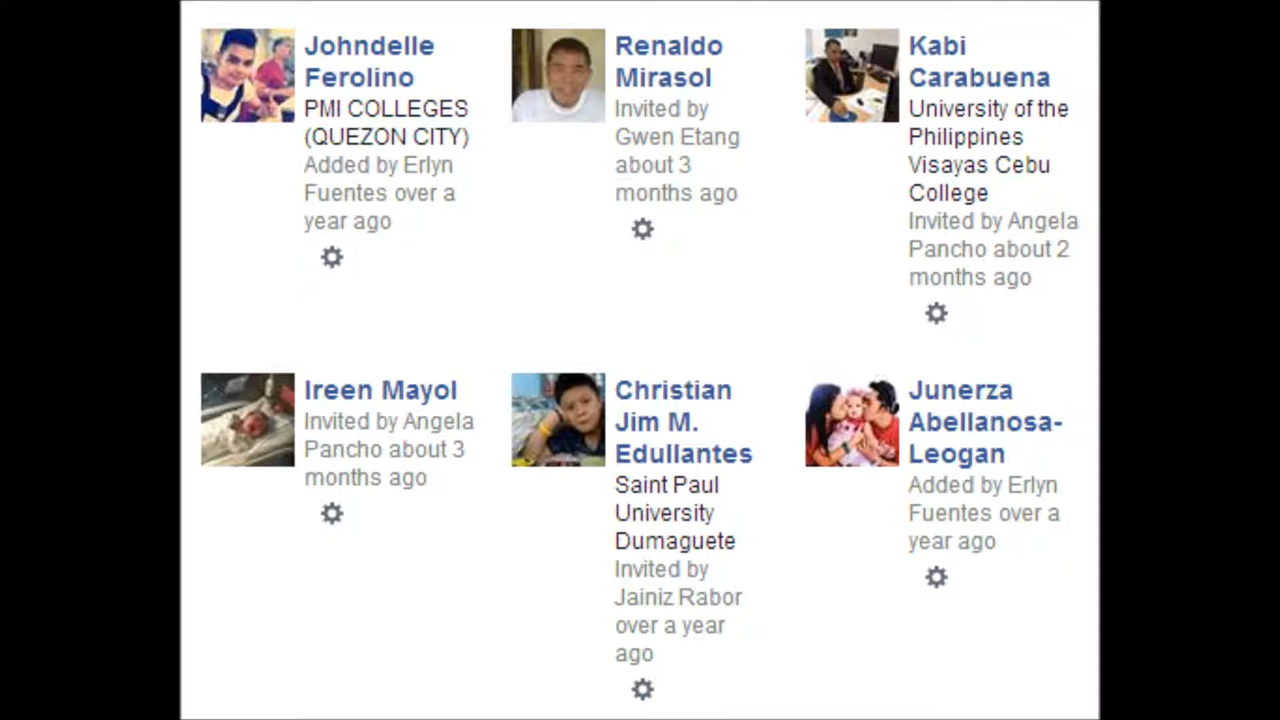 Johndelle
Ferolino
PMI COLLEGES
(QUEZON CITY)
Added by Erlyn
Fuentes over a
year ago
Renaldo
Mirasol
Invited by
Gwen Etang
about 3
months ago
Kabi
Carabuena
University of the
Philippines
Visayas Cebu
College
Invited by Angela
Pancho about 2
months ago
Ireen Mayol
Invited by Angela
Pancho about 3
months ago
Christian
Jim M.
Edullantes
Saint Paul
University
Dumaguete
Invited by
Jainiz Rabor
over a year
ago
Junerza
Abellanosa-
Leogan
Added by Erlyn
Fuentes over a
year ago